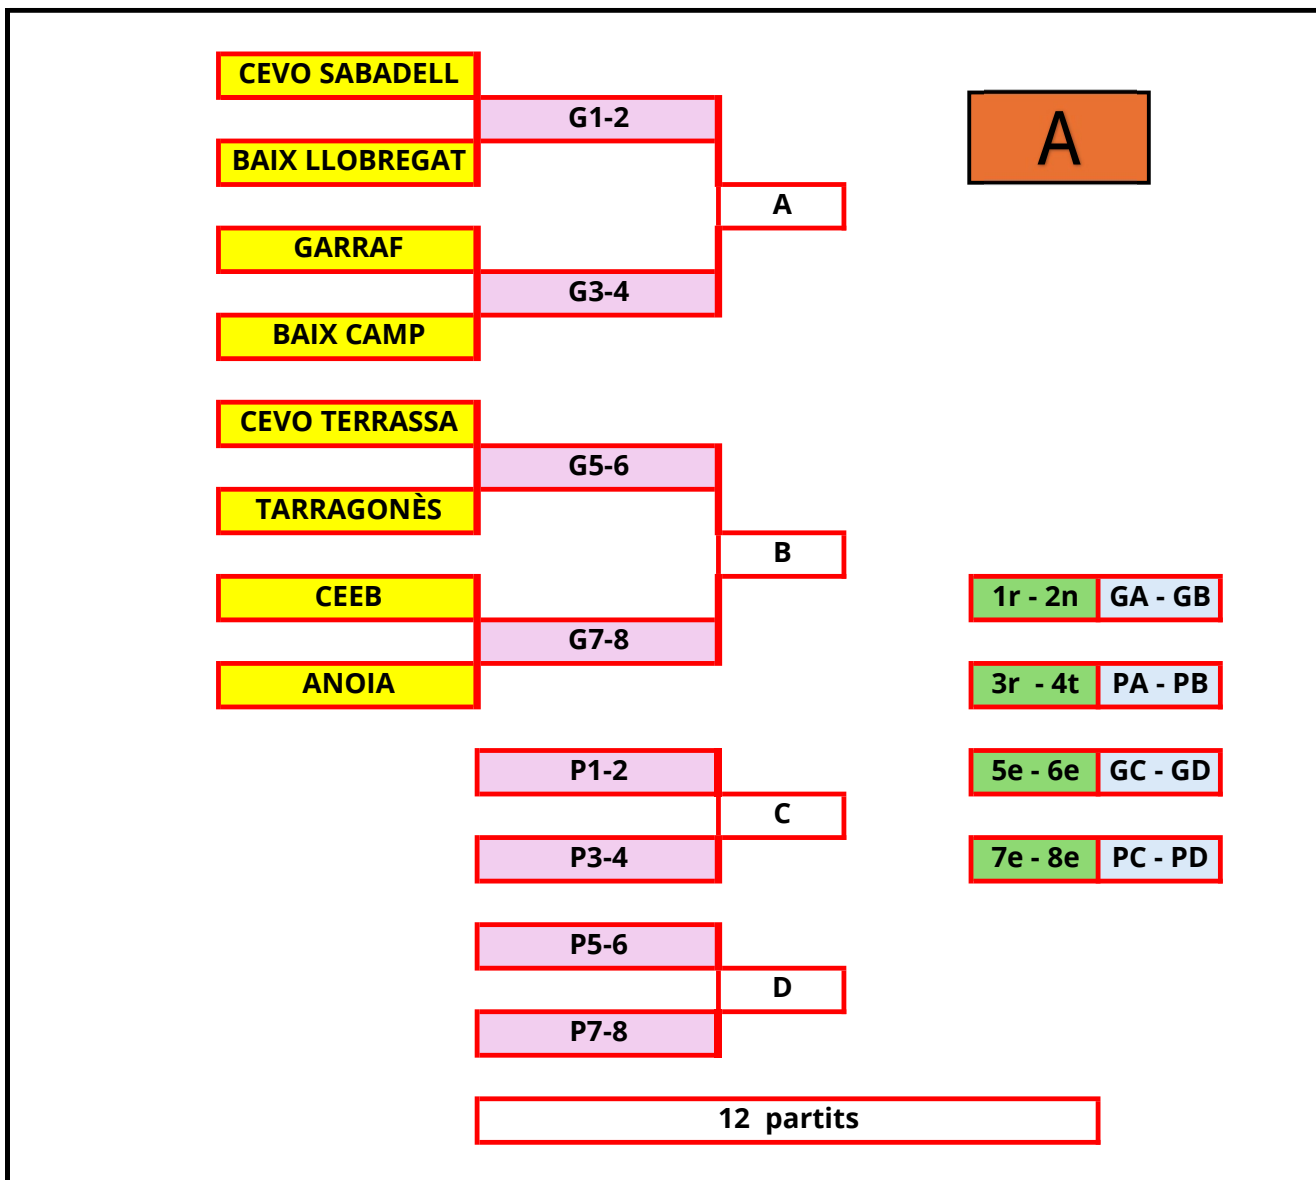 CEVO SABADELL
G1-2
A
BAIX LLOBREGAT
A
GARRAF
G3-4
BAIX CAMP
CEVO TERRASSA
G5-6
TARRAGONÈS
B
CEEB
1r - 2n GA - GB
G7-8
ANOIA
3r - 4t PA - PB
P1-2
5e - 6e GC - GD
C
P3-4
7e - 8e PC - PD
P5-6
D
P7-8
12 partits